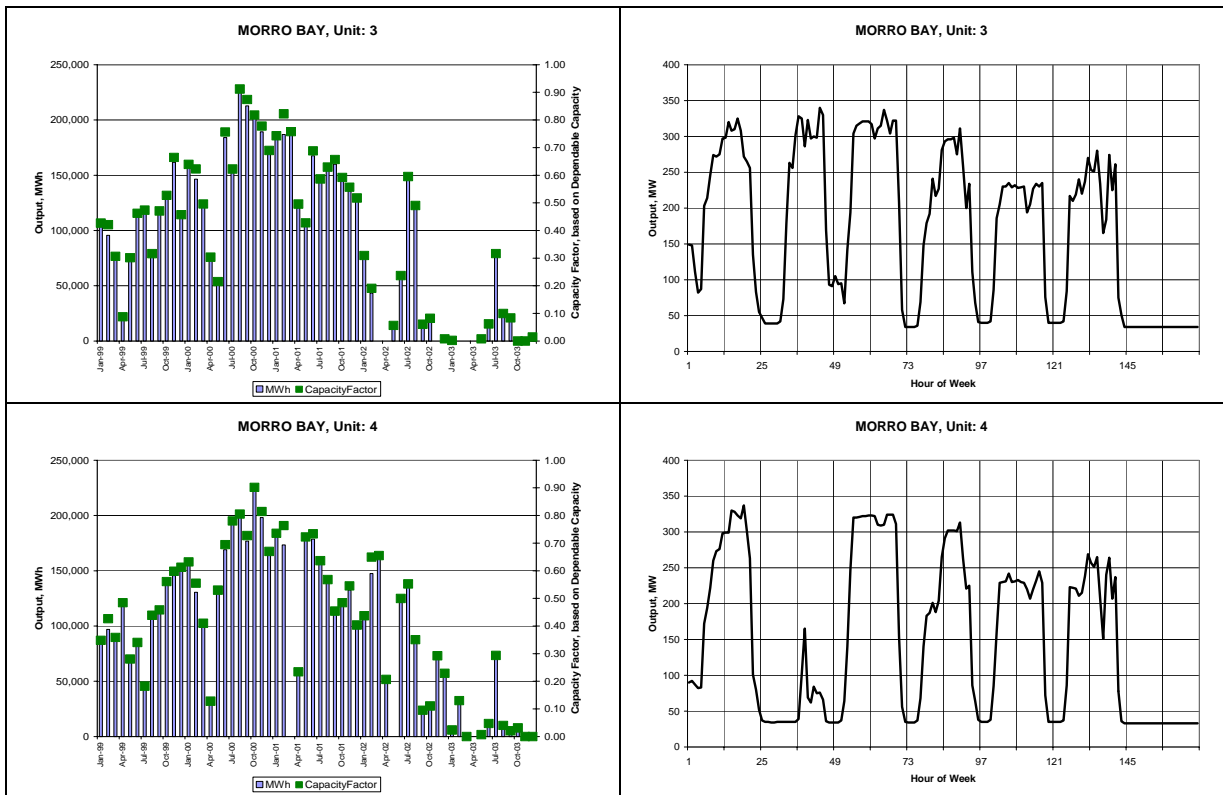 MORRO BAY, Unit: 3
Output, MWh
250,000
200,000
150,000
100,000
50,000
0
1.00
0.90
0.80
0.70
0.60
0.50
0.40
0.30
0.20
0.10
0.00
Capacity Factor, based on Dependable Capacity
Jan-99
Apr-99
Jul-99
Oct-99
Jan-00
Apr-00
Jul-00
Oct-00
Jan-01
Apr-01
Jul-01
Oct-01
Jan-02
Apr-02
Jul-02
Oct-02
Jan-03
Apr-03
Jul-03
Oct-03
MWh CapacityFactor
MORRO BAY, Unit: 3
Output, MW
400
350
300
250
200
150
100
50
0
1 25 49 73 97 121 145
Hour of Week
MORRO BAY, Unit: 4
Output, MWh
250,000
200,000
150,000
100,000
50,000
0
1.00
0.90
0.80
0.70
0.60
0.50
0.40
0.30
0.20
0.10
0.00
Capacity Factor, based on Dependable Capacity
Jan-99
Apr-99
Jul-99
Oct-99
Jan-00
Apr-00
Jul-00
Oct-00
Jan-01
Apr-01
Jul-01
Oct-01
Jan-02
Apr-02
Jul-02
Oct-02
Jan-03
Apr-03
Jul-03
Oct-03
MWh CapacityFactor
MORRO BAY, Unit: 4
Output, MW
400
350
300
250
200
150
100
50
0
1 25 49 73 97 121 145
Hour of Week